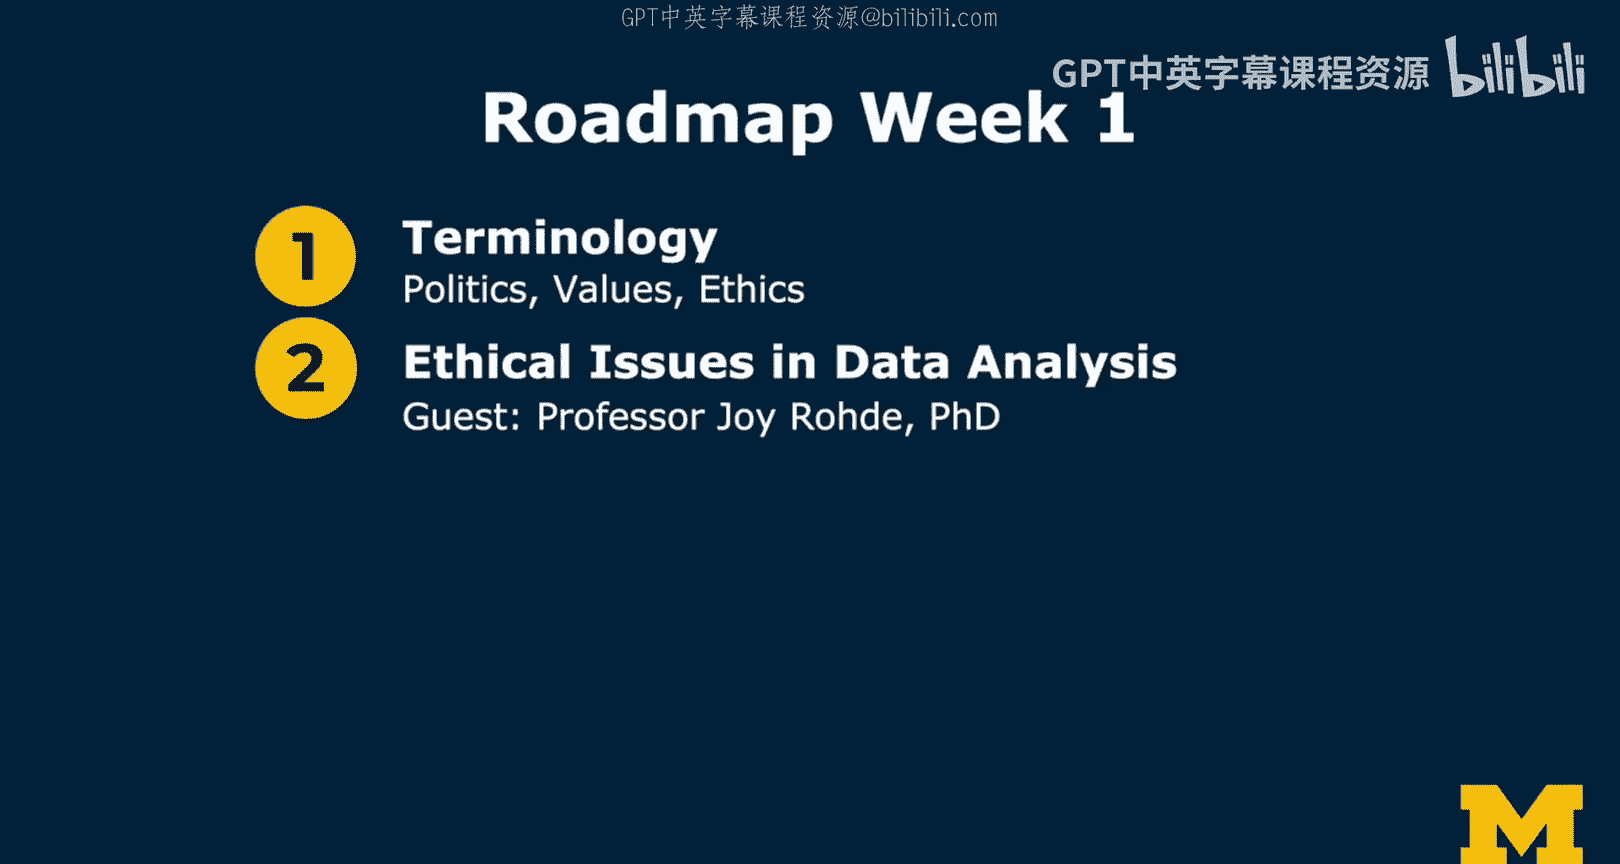 GPT中英字幕课程资源@bilibili.com
GPT中英字幕课程资源 bilibili
Roadmap Week 1
1
Terminology
Politics, Values, Ethics
2
Ethical Issues in Data Analysis
Guest: Professor Joy Rohde, PhD
M